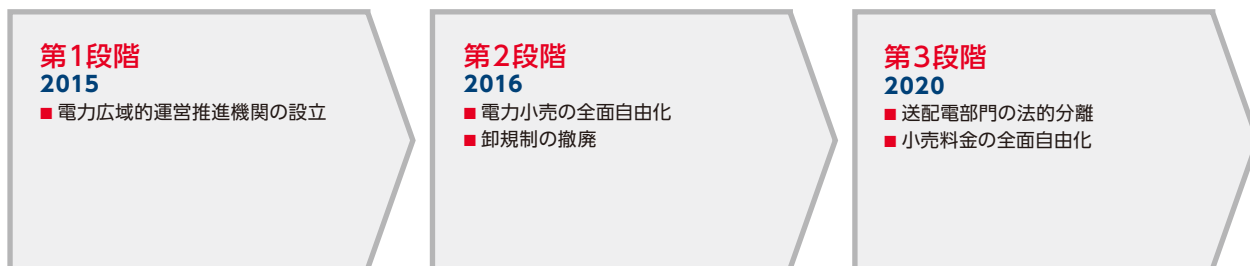 第1段階
2015
■ 電力広域的運営推進機関の設立
第2段階
2016
■ 電力小売の全面自由化
■ 卸規制の撤廃
第3段階
2020
■ 送配電部門の法的分離
■ 小売料金の全面自由化